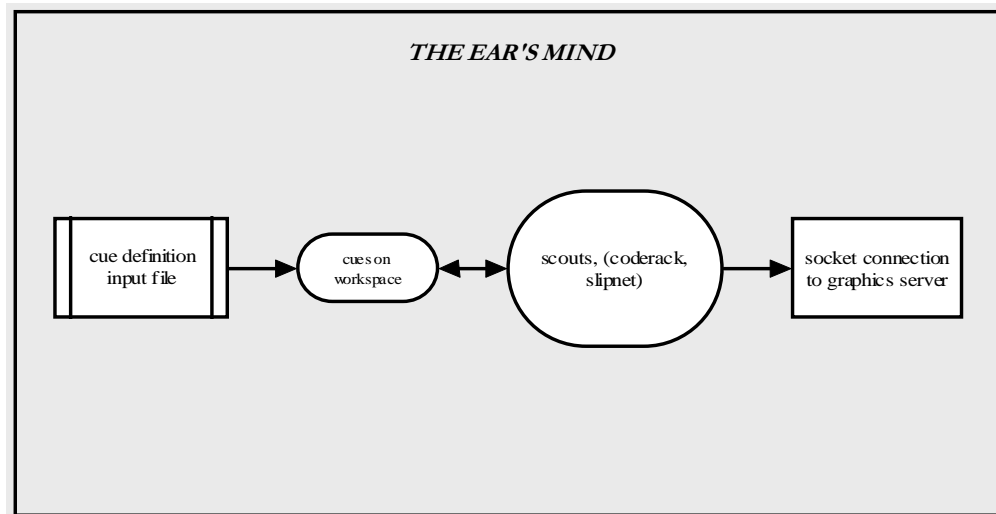 THE EAR'S MIND
cue definition
input file
cues on
workspace
scouts, (coderack,
slipnet)
socket connection
to graphics server